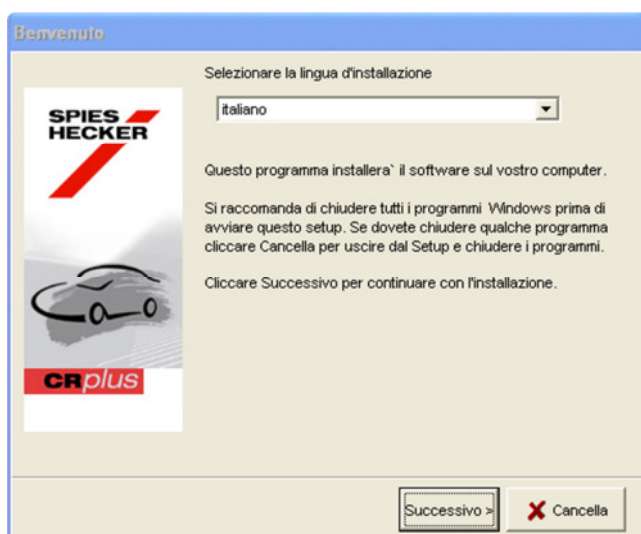 Benvenuto
Selezionare la lingua d'installazione
italiano
SPIES
HECKER
Questo programma installera` il software sul vostro computer.
Si raccomanda di chiudere tutti i programmi Windows prima di
avviare questo setup. Se dovete chiudere qualche programma
cliccare Cancella per uscire dal Setup e chiudere i programmi.
Cliccare Successivo per continuare con l'installazione.
CRplus
Successivo >
Cancella